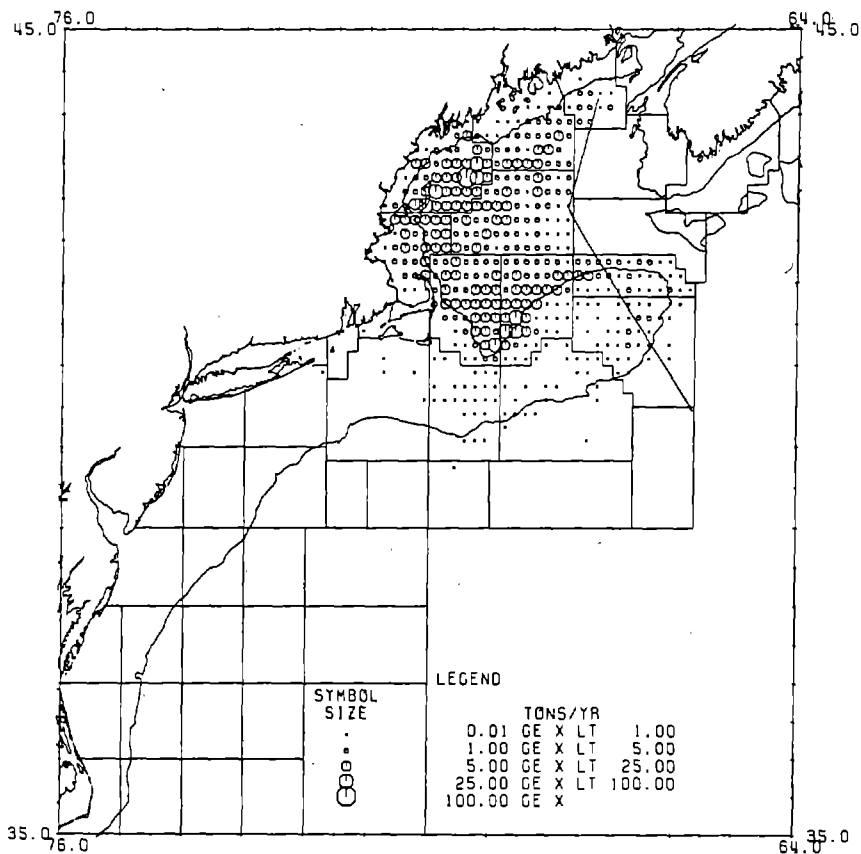 76.0 64.0
45.0 45.0
LEGEND
SYMBOL
SIZE
TONS/YR
0.01 GE X LT 1.00
1.00 GE X LT 5.00
5.00 GE X LT 25.00
25.00 GE X LT 100.00
100.00 GE X
35.0 35.0
76.0 64.0